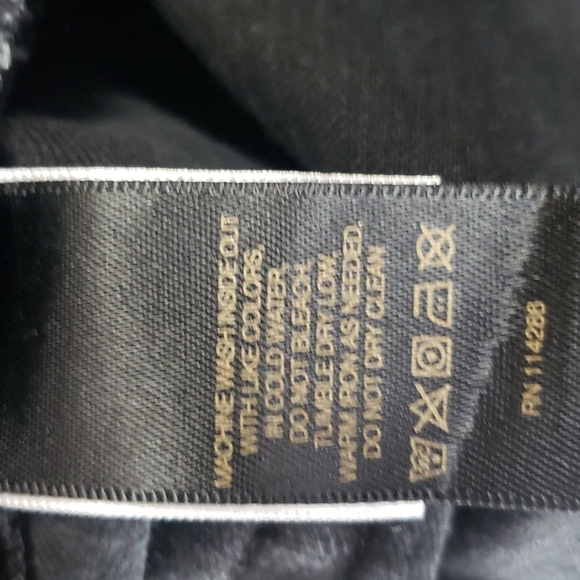 MACHINE WASH INSIDE OUT
WITH LIKE COLORS.
IN COLD WATER
DO NOT BLEACH.
TUMBLE DRY LOW.
WARM IRON AS NEEDED.
DO NOT DRY CLEAN
RN 114288